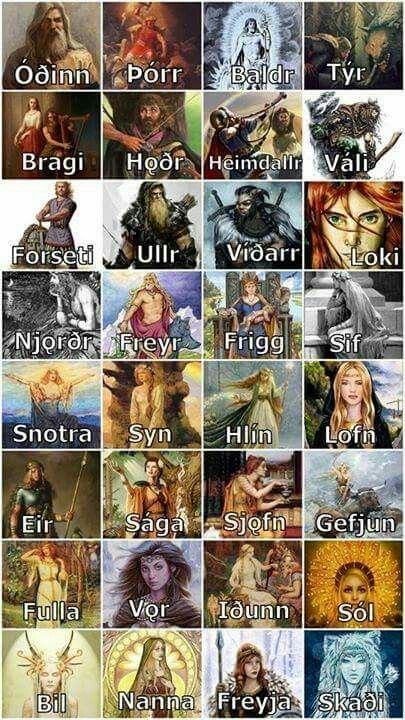 Óðinn
Þórr
Baldr
Týr
Bragi
Hǫðr
Heimdallr
Váli
Forseti
Ullr
Víðarr
Loki
Njǫrðr
Freyr
Frigg
Sif
Snotra
Syn
Hlín
Lofn
Eir
Sága
Sjǫfn
Gefjun
Fulla
Vǫr
Iðunn
Sól
Bil
Nanna
Freyja
Skaði